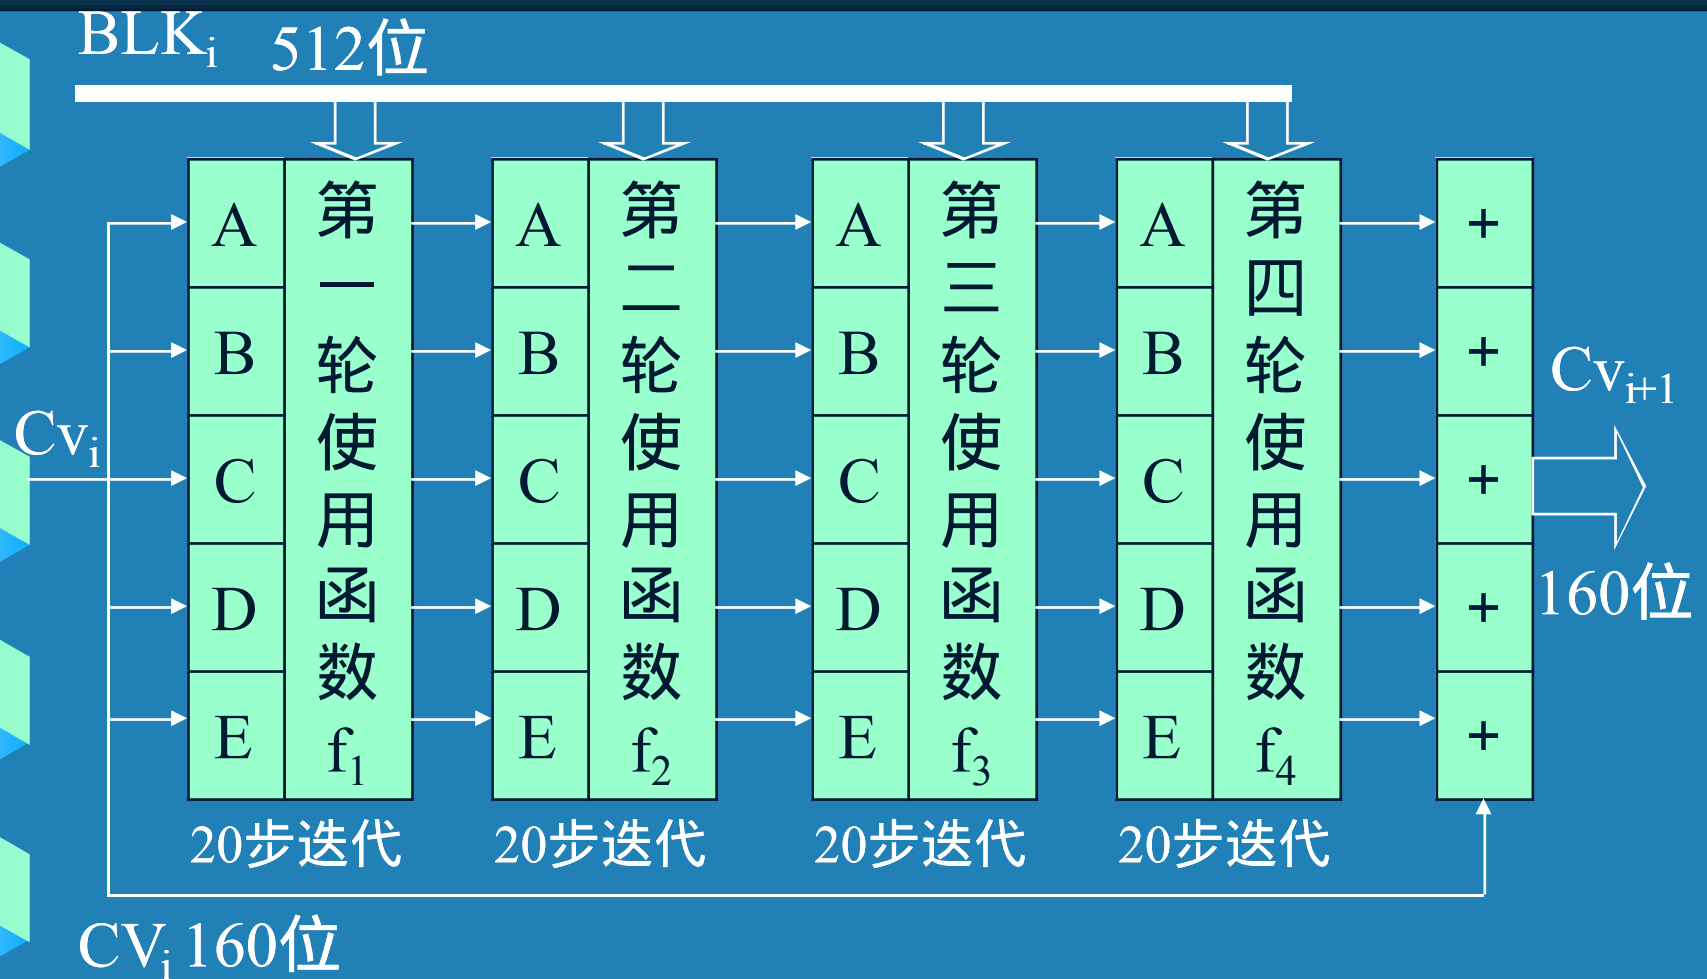 BLKi 512位
A
B
C
D
E
第一轮使用函数f1
A
B
C
D
E
第二轮使用函数f2
A
B
C
D
E
第三轮使用函数f3
A
B
C
D
E
第四轮使用函数f4
+
+
+
+
+
Cvi
Cvi+1
160位
20步迭代
20步迭代
20步迭代
20步迭代
CVi 160位